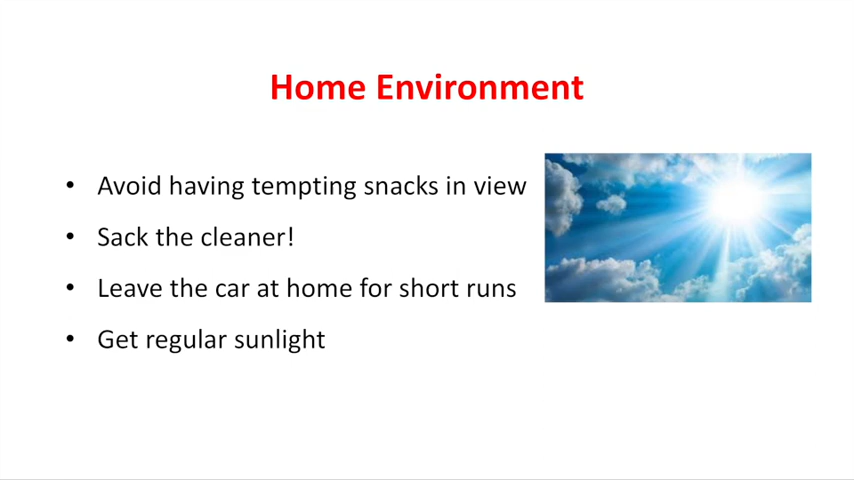 Home Environment
• Avoid having tempting snacks in view
• Sack the cleaner!
• Leave the car at home for short runs
• Get regular sunlight